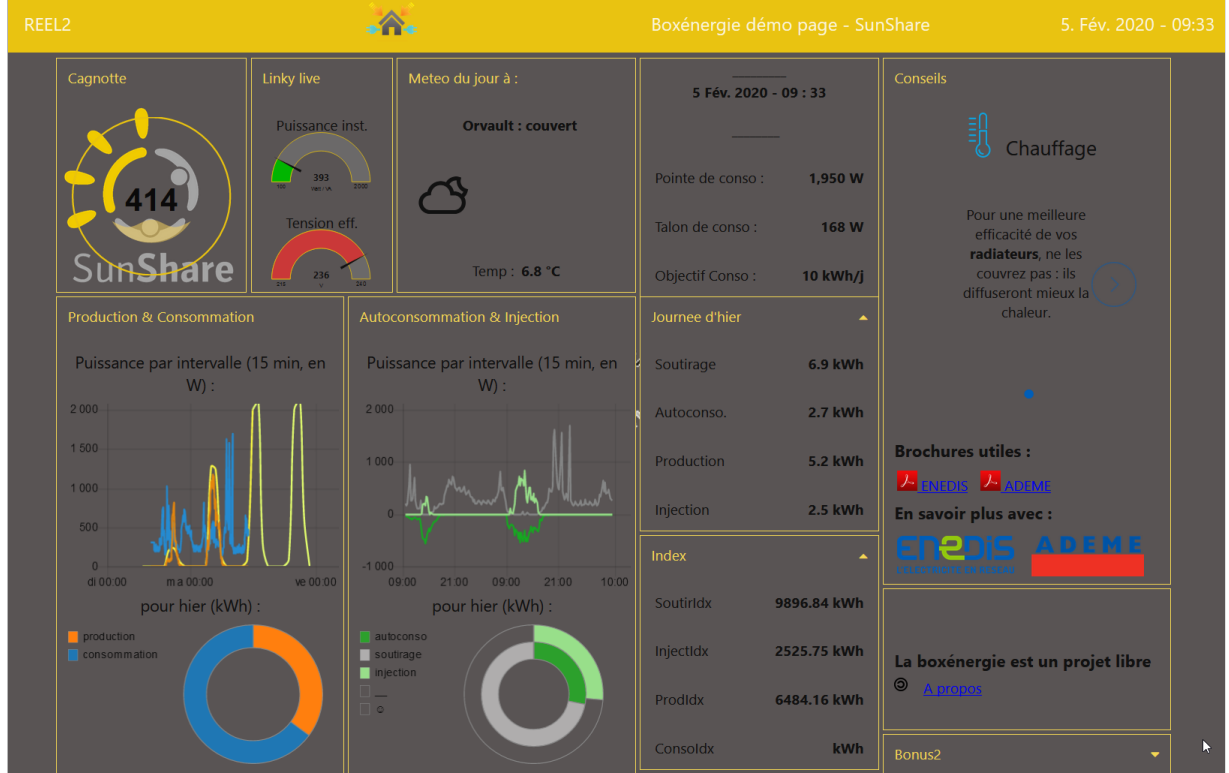 REEL2
Boxénergie démo page - SunShare
5. Fév. 2020 - 09:33
Cagnotte
414
SunShare
Linky live
Puissance inst.
393
2 000
Tension eff.
236
V
Meteo du jour à :
Orvault : couvert
Temp : 6.8 °C
5 Fév. 2020 - 09 : 33
Pointe de conso : 1,950 W
Talon de conso : 168 W
Objectif Conso : 10 kWh/j
Conseils
Chauffage
Pour une meilleure
efficacité de vos
radiateurs, ne les
couvrez pas : ils
diffuseront mieux la
chaleur.
Production & Consommation
Puissance par intervalle (15 min, en
W) :
2 000
1 500
1 000
500
0
di 00:00 ma 00:00 ve 00:00
pour hier (kWh) :
production
consommation
Autoconsommation & Injection
Puissance par intervalle (15 min, en
W) :
2 000
1 000
0
-1 000
09:00 21:00 09:00 21:00 10:00
pour hier (kWh) :
autoconso
soutirage
injection
Journee d'hier
Soutirage 6.9 kWh
Autoconso. 2.7 kWh
Production 5.2 kWh
Injection 2.5 kWh
Index
SoutirIdx 9896.84 kWh
InjectIdx 2525.75 kWh
ProdIdx 6484.16 kWh
ConsoIdx kWh
Brochures utiles :
ENEDIS ADEME
En savoir plus avec :
ENEDIS
L'ELECTRICITE EN RESEAU
ADEME
La boxénergie est un projet libre
A propos
Bonus2